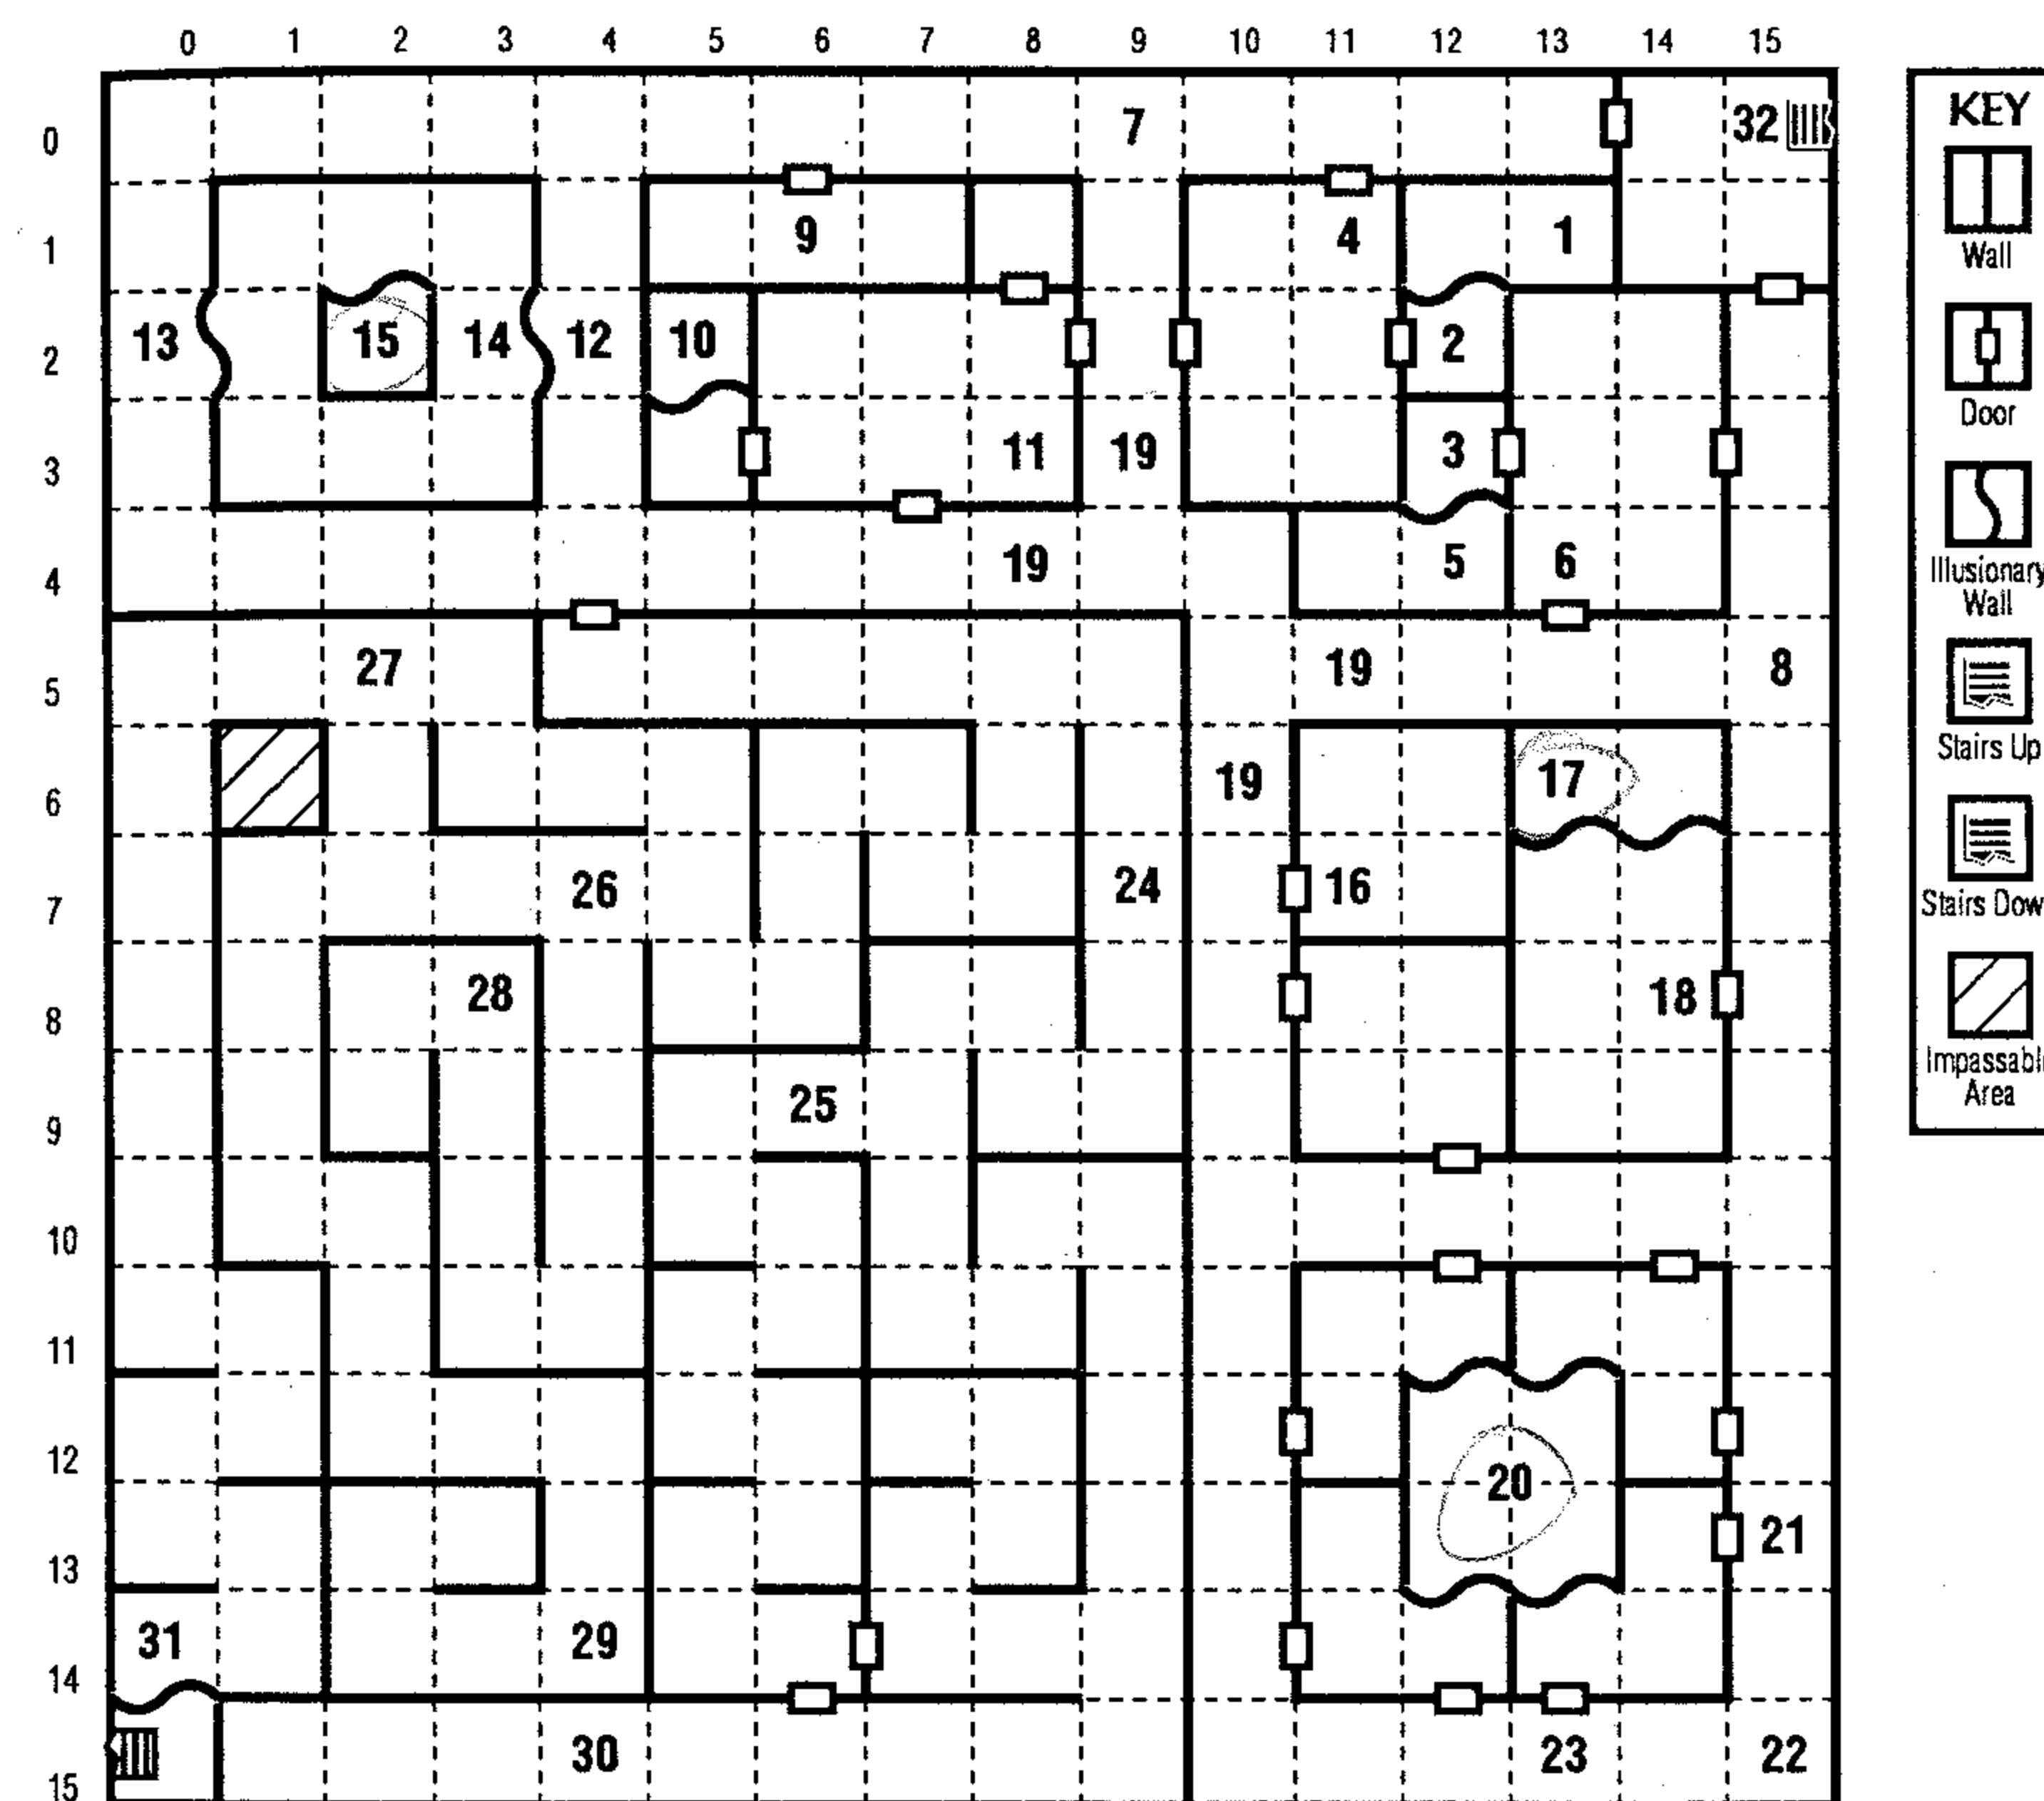 0 1 2 3 4 5 6 7 8 9 10 11 12 13 14 15
0 7 32
1 9 4 1
2 13 15 14 12 10 2
3 11 19 3
4 19 5 6
5 27 19 8
6 19 17
7 26 24 16
8 28 18
9 25
10
11
12 20
13 21
14 31 29
15 30 23 22
KEY
Wall
Door
Illusionary
Wall
Stairs Up
Stairs Dow
Impassabl
Area